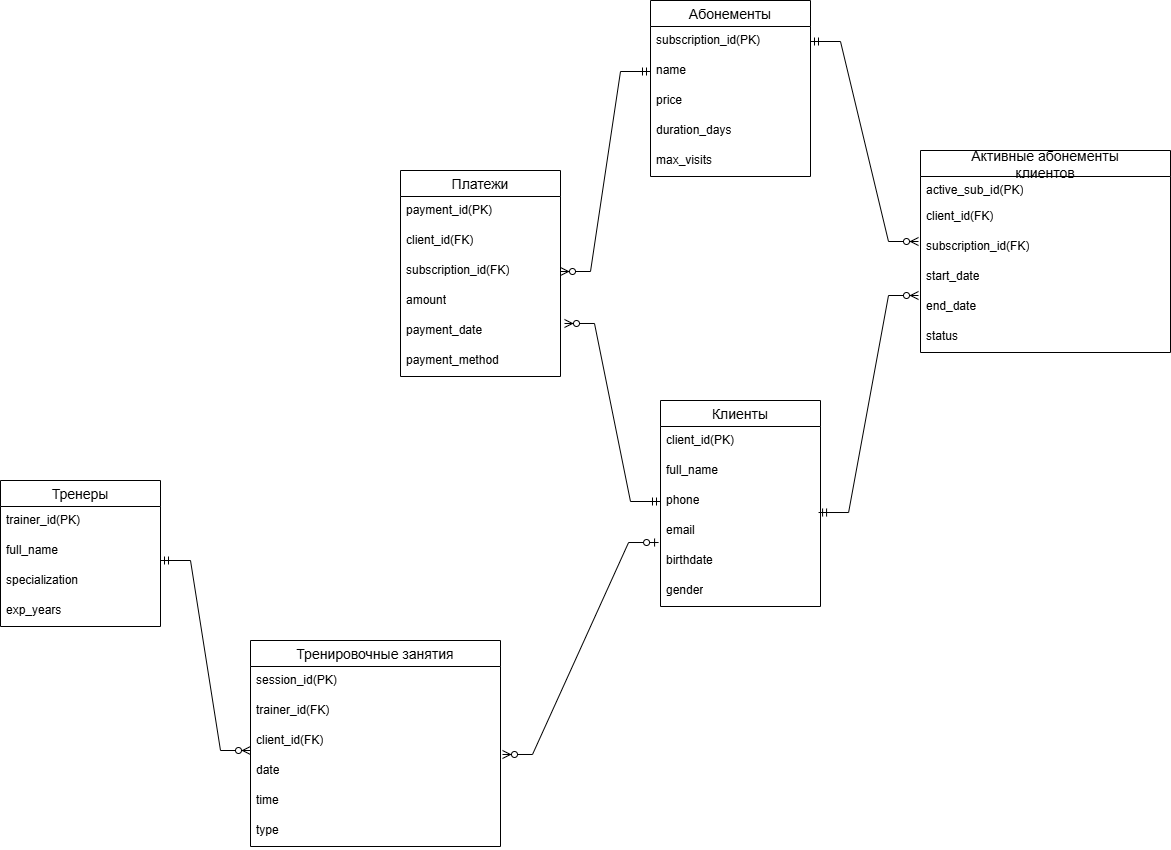 Абонементы
subscription_id(PK)
name
price
duration_days
max_visits
Активные абонементы
клиентов
active_sub_id(PK)
client_id(FK)
subscription_id(FK)
start_date
end_date
status
Платежи
payment_id(PK)
client_id(FK)
subscription_id(FK)
amount
payment_date
payment_method
Клиенты
client_id(PK)
full_name
phone
email
birthdate
gender
Тренеры
trainer_id(PK)
full_name
specialization
exp_years
Тренировочные занятия
session_id(PK)
trainer_id(FK)
client_id(FK)
date
time
type